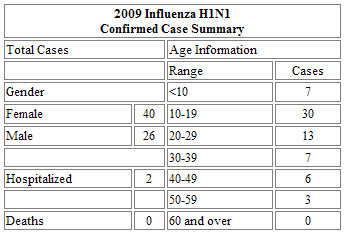 2009 Influenza H1N1
Confirmed Case Summary
Total Cases Age Information
Range Cases
Gender <10 7
Female 40 10-19 30
Male 26 20-29 13
30-39 7
Hospitalized 2 40-49 6
50-59 3
Deaths 0 60 and over 0